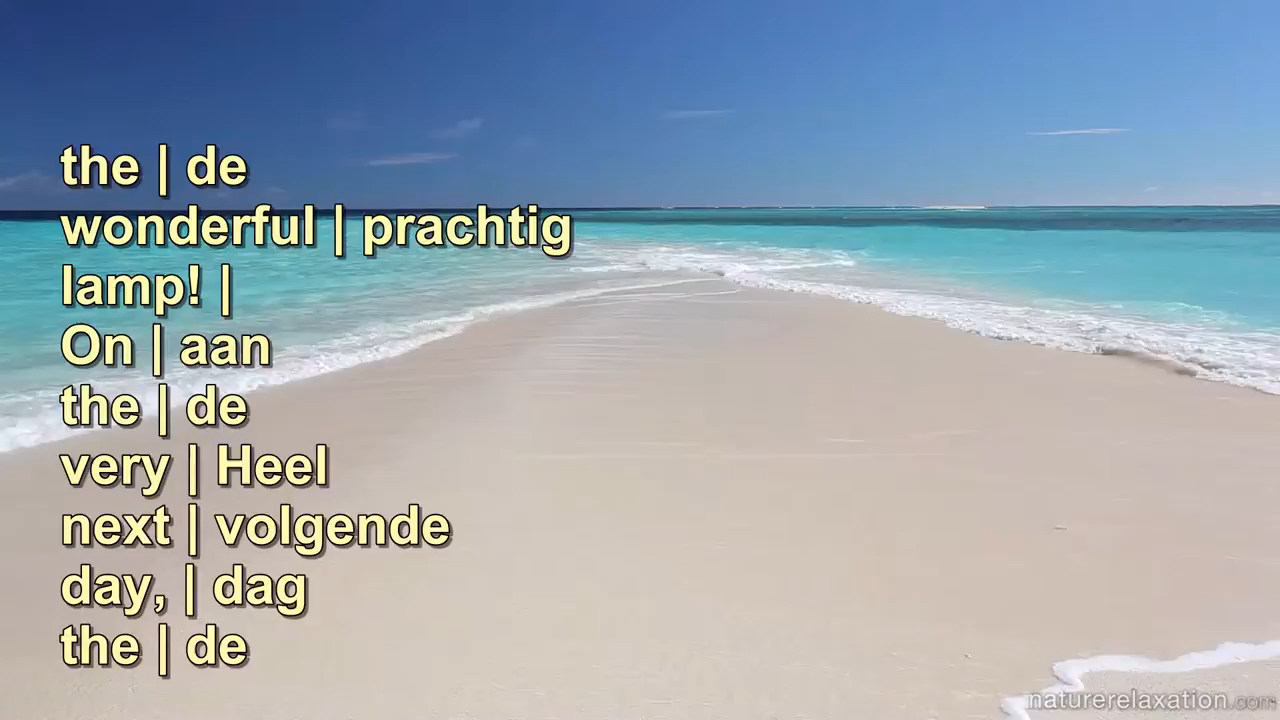 the | de
wonderful | prachtig
lamp! |
On | aan
the | de
very | Heel
next | volgende
day, | dag
the | de
naturerelaxation.com